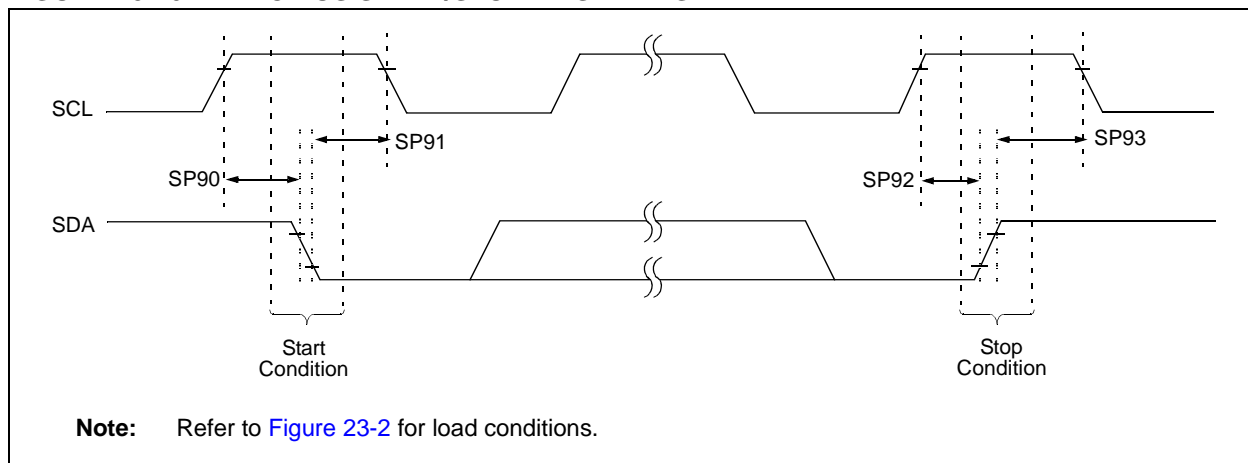 SCL
SP91
SP93
SP90
SP92
SDA
Start
Condition
Stop
Condition
Note: Refer to Figure 23-2 for load conditions.